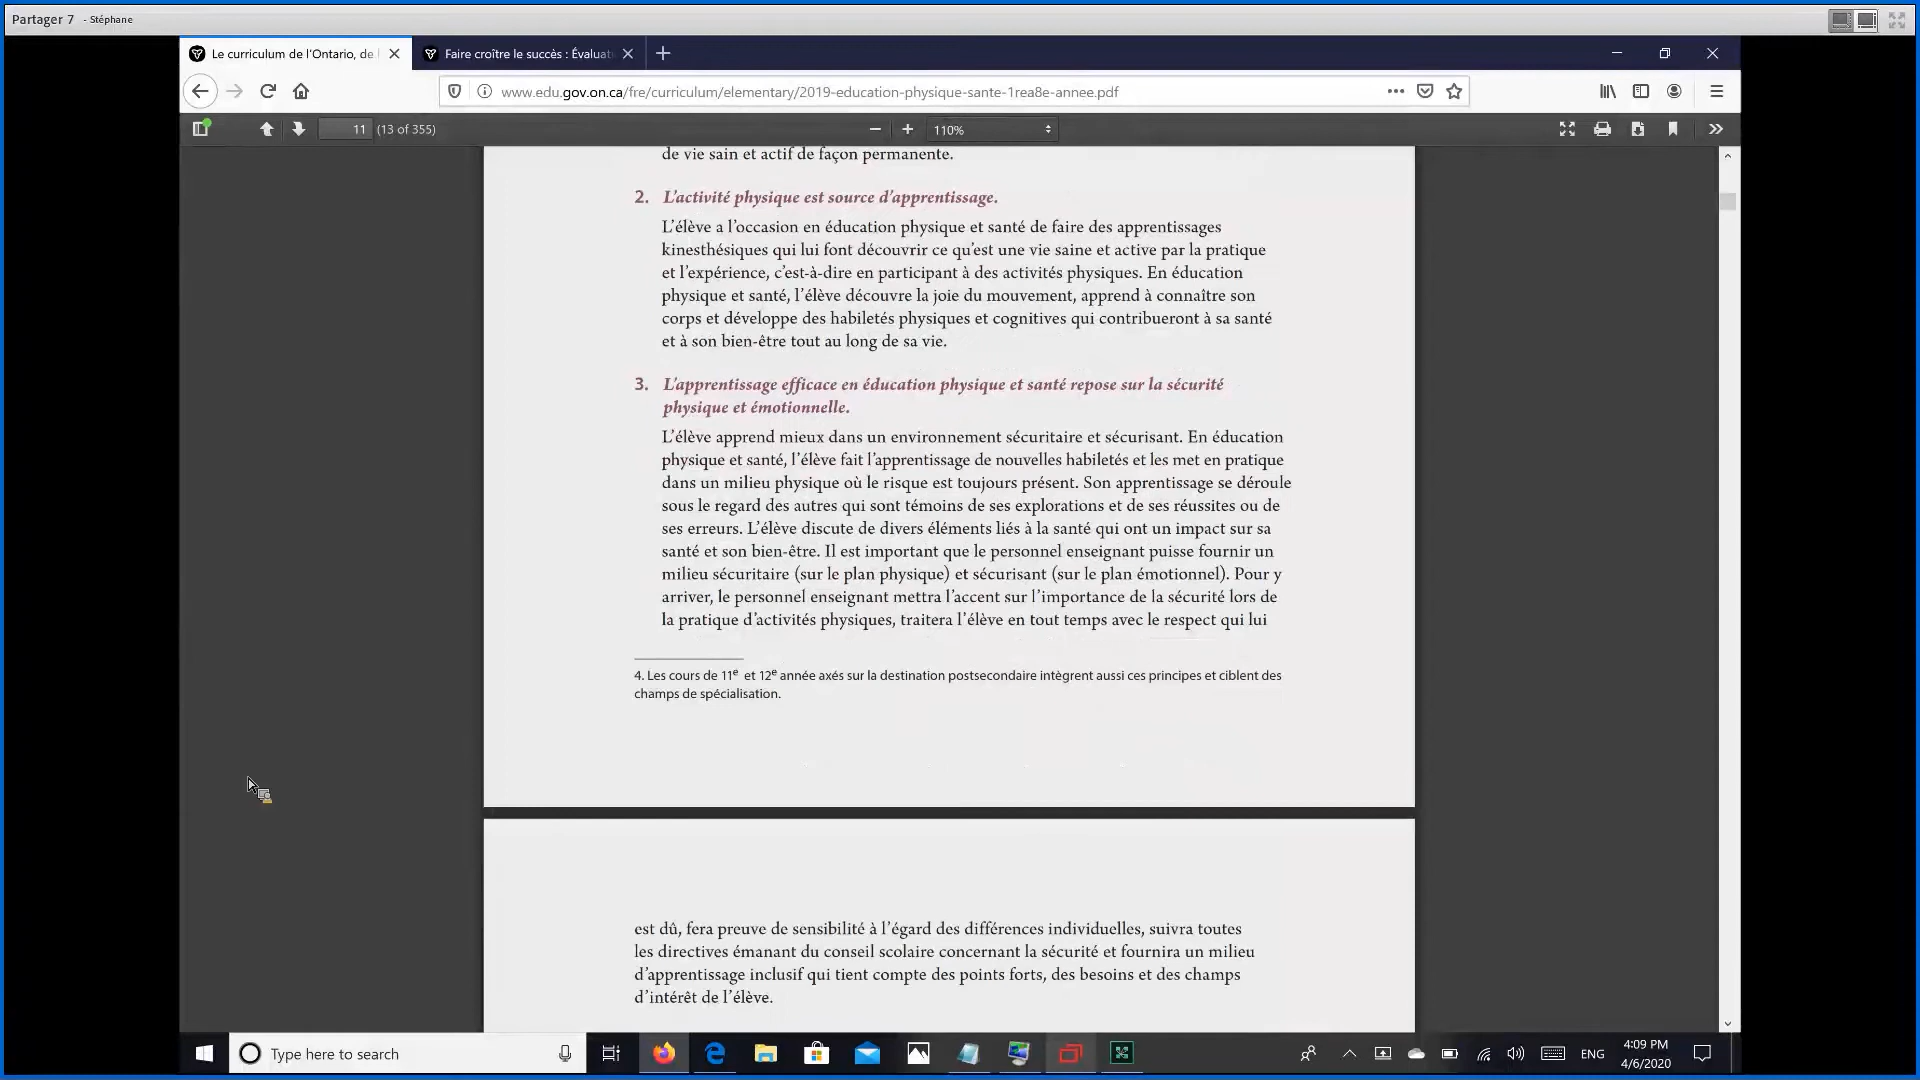 Partager 7 - Stéphane
Le curriculum de l'Ontario, de l
Faire croître le succès : Évaluat
www.edu.gov.on.ca/fre/curriculum/elementary/2019-education-physique-sante-1rea8e-annee.pdf
11 (13 of 355)
110%
de vie sain et actif de façon permanente.
2. L'activité physique est source d'apprentissage.
L'élève a l'occasion en éducation physique et santé de faire des apprentissages
kinesthésiques qui lui font découvrir ce qu'est une vie saine et active par la pratique
et l'expérience, c'est-à-dire en participant à des activités physiques. En éducation
physique et santé, l'élève découvre la joie du mouvement, apprend à connaître son
corps et développe des habiletés physiques et cognitives qui contribueront à sa santé
et à son bien-être tout au long de sa vie.
3. L'apprentissage efficace en éducation physique et santé repose sur la sécurité
physique et émotionnelle.
L'élève apprend mieux dans un environnement sécuritaire et sécurisant. En éducation
physique et santé, l'élève fait l'apprentissage de nouvelles habiletés et les met en pratique
dans un milieu physique où le risque est toujours présent. Son apprentissage se déroule
sous le regard des autres qui sont témoins de ses explorations et de ses réussites ou de
ses erreurs. L'élève discute de divers éléments liés à la santé qui ont un impact sur sa
santé et son bien-être. Il est important que le personnel enseignant puisse fournir un
milieu sécuritaire (sur le plan physique) et sécurisant (sur le plan émotionnel). Pour y
arriver, le personnel enseignant mettra l'accent sur l'importance de la sécurité lors de
la pratique d'activités physiques, traitera l'élève en tout temps avec le respect qui lui
4. Les cours de 11e et 12e année axés sur la destination postsecondaire intègrent aussi ces principes et ciblent des
champs de spécialisation.
est dû, fera preuve de sensibilité à l'égard des différences individuelles, suivra toutes
les directives émanant du conseil scolaire concernant la sécurité et fournira un milieu
d'apprentissage inclusif qui tient compte des points forts, des besoins et des champs
d'intérêt de l'élève.
Type here to search
ENG
4:09 PM
4/6/2020